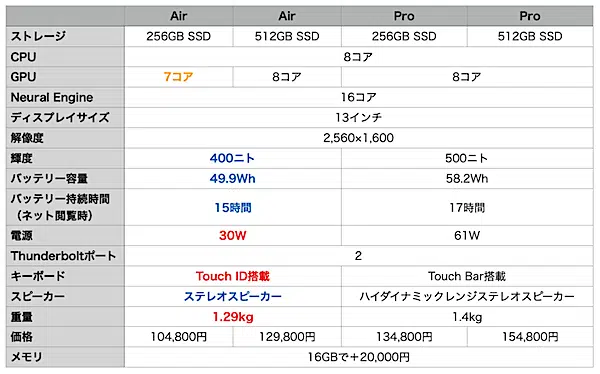 Air Air Pro Pro
ストレージ 256GB SSD 512GB SSD 256GB SSD 512GB SSD
CPU 8コア
GPU 7コア 8コア 8コア
Neural Engine 16コア
ディスプレイサイズ 13インチ
解像度 2,560×1,600
輝度 400ニト 500ニト
バッテリー容量 49.9Wh 58.2Wh
バッテリー持続時間
（ネット閲覧時） 15時間 17時間
電源 30W 61W
Thunderboltポート 2
キーボード Touch ID搭載 Touch Bar搭載
スピーカー ステレオスピーカー ハイダイナミックレンジステレオスピーカー
重量 1.29kg 1.4kg
価格 104,800円 129,800円 134,800円 154,800円
メモリ 16GBで＋20,000円